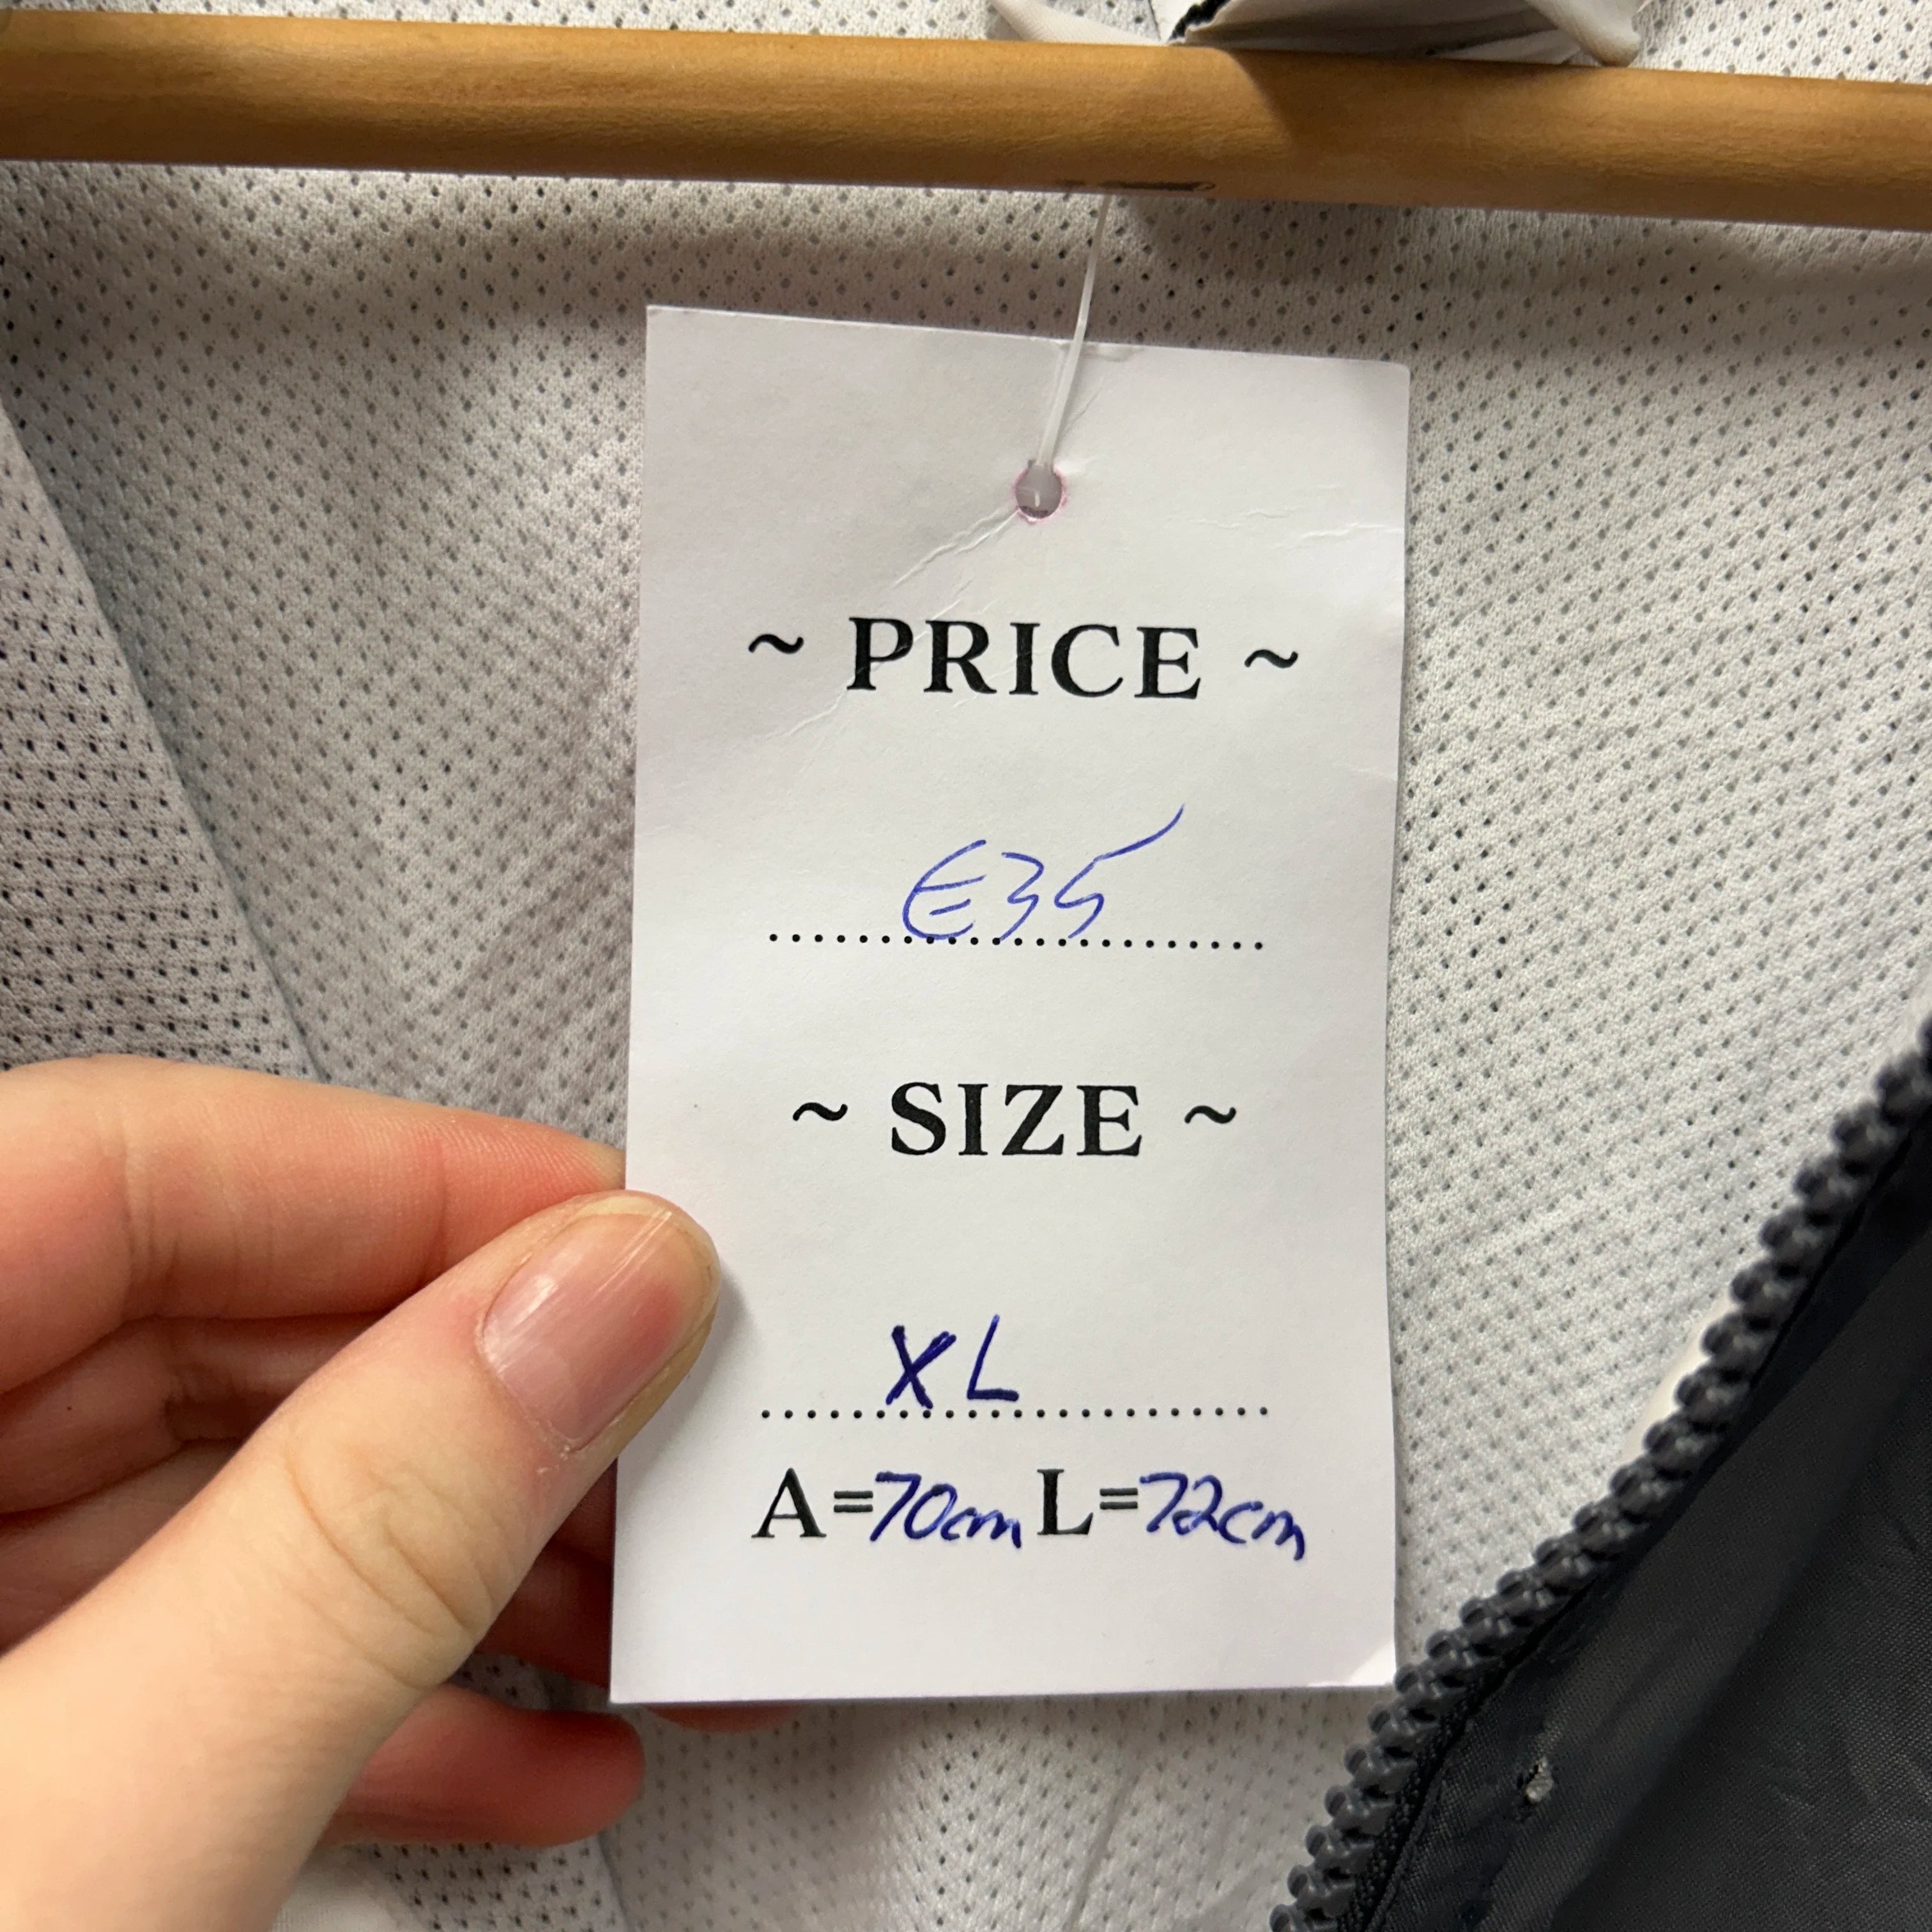 ~ PRICE ~
€35
~ SIZE ~
XL
A=70cm L=72cm